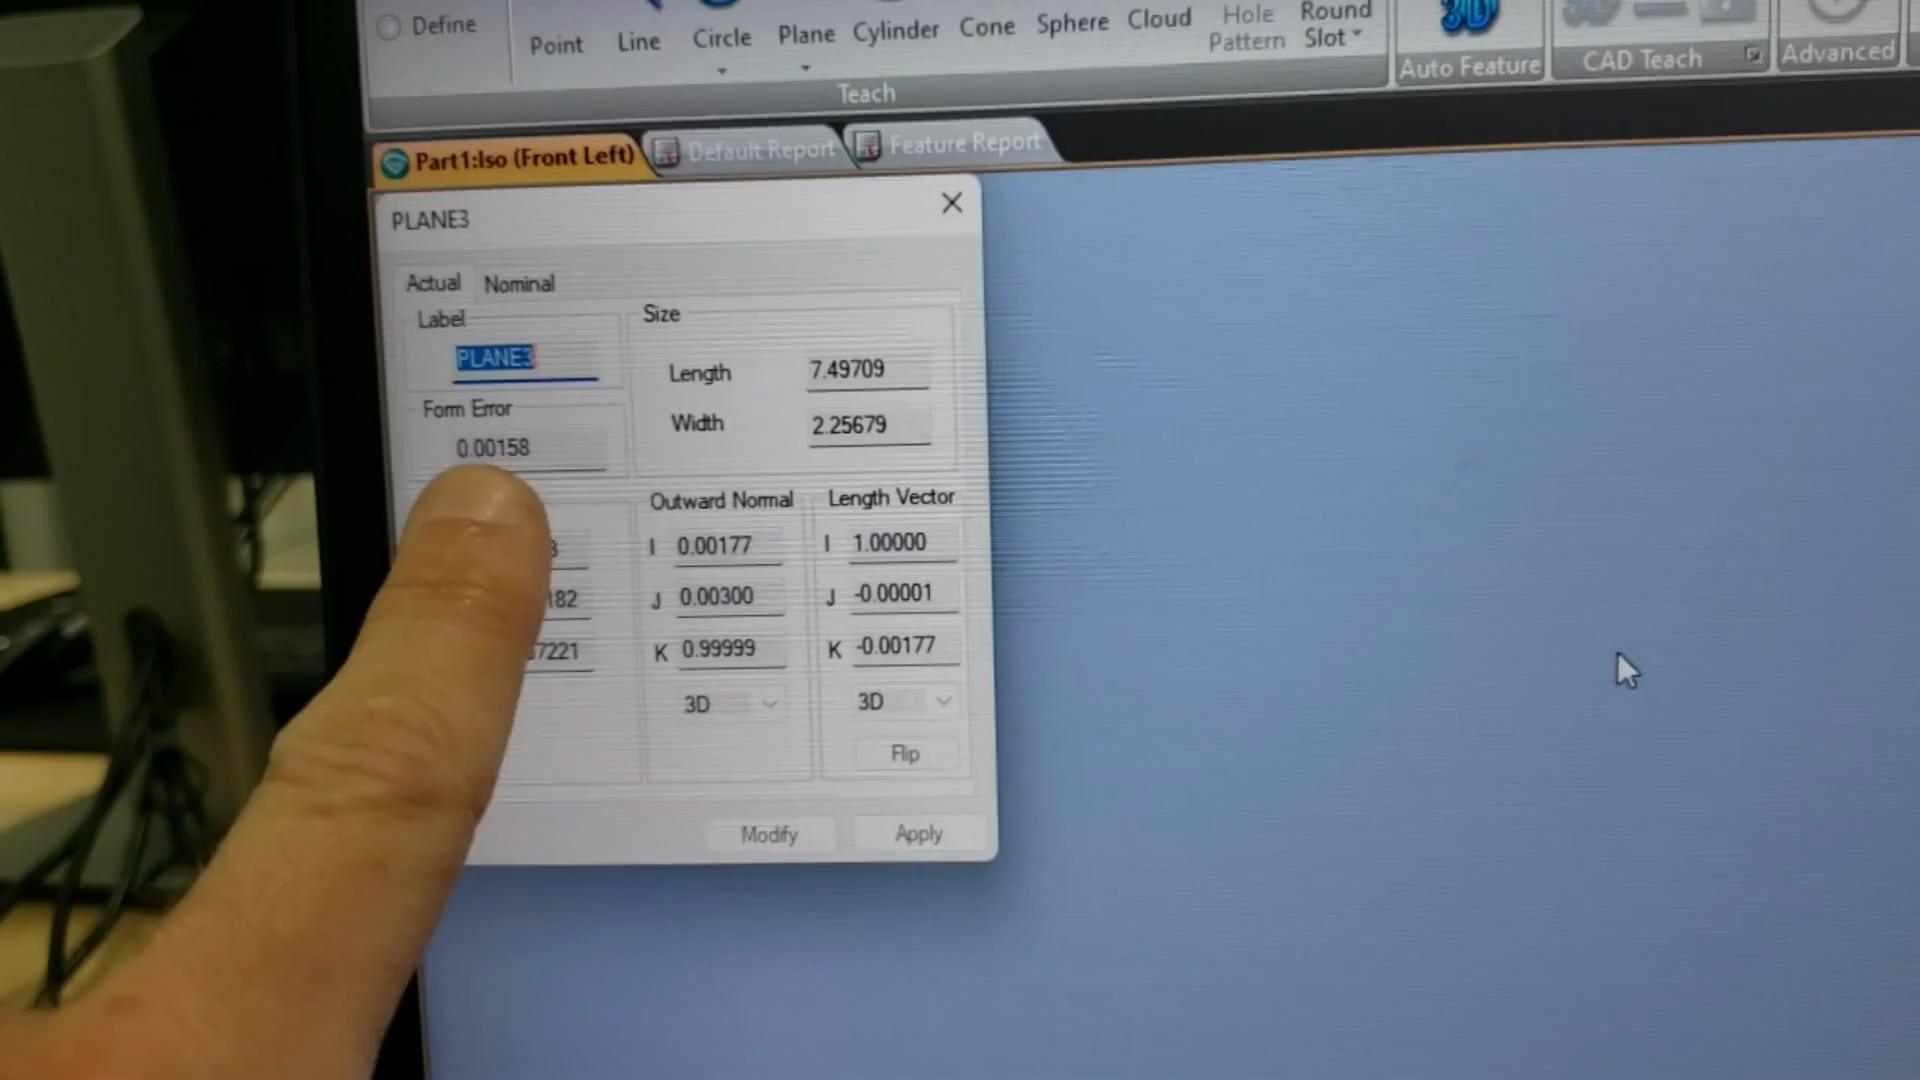 Define
Point Line Circle Plane Cylinder Cone Sphere Cloud Hole Pattern Round Slot
Auto Feature CAD Teach Advanced
Teach
Part1:Iso (Front Left) Default Report Feature Report
PLANE3
Actual Nominal
Label
PLANE3
Size
Length 7.49709
Width 2.25679
Form Error
0.00158
182
7221
Outward Normal
I 0.00177
J 0.00300
K 0.99999
3D
Length Vector
I 1.00000
J -0.00001
K -0.00177
3D
Flip
Modify Apply